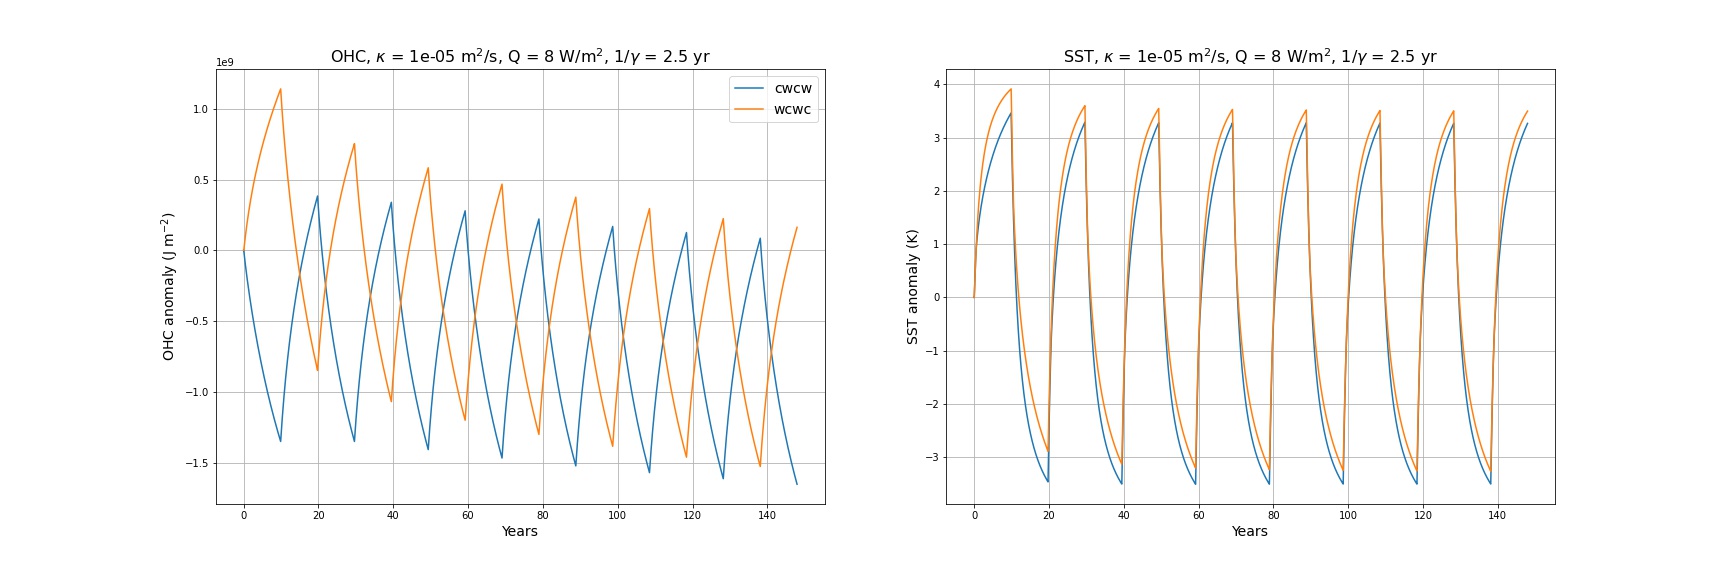 OHC, κ = 1e-05 m²/s, Q = 8 W/m², 1/γ = 2.5 yr
1e9
cwcw
wcwc
1.0
0.5
0.0
−0.5
−1.0
−1.5
OHC anomaly (J m⁻²)
0 20 40 60 80 100 120 140
Years
SST, κ = 1e-05 m²/s, Q = 8 W/m², 1/γ = 2.5 yr
4
3
2
1
0
−1
−2
−3
SST anomaly (K)
0 20 40 60 80 100 120 140
Years